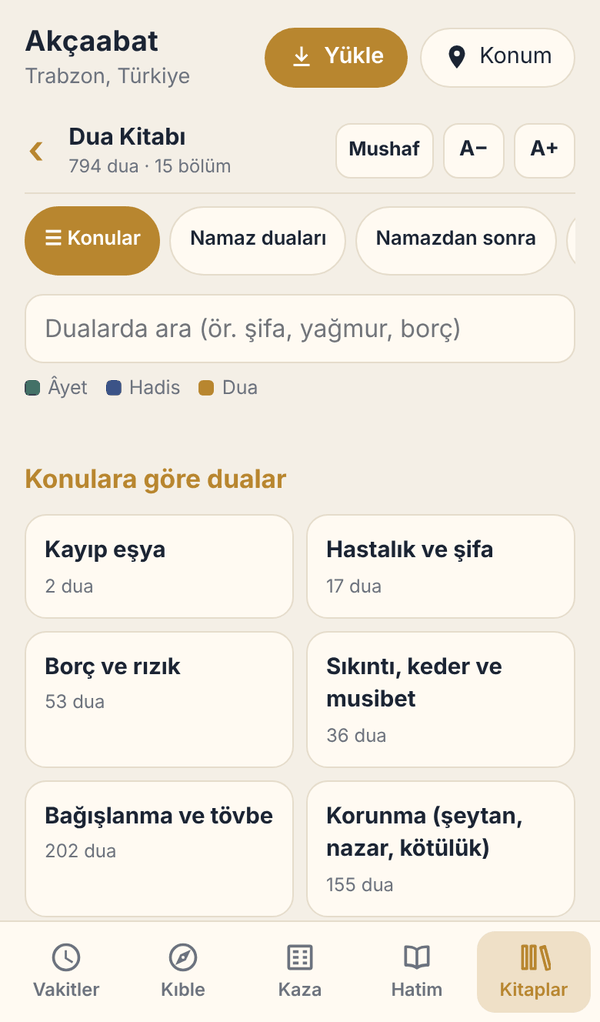 Akçaabat
Trabzon, Türkiye
Yükle
Konum
Dua Kitabı
794 dua · 15 bölüm
Mushaf
A−
A+
☰ Konular
Namaz duaları
Namazdan sonra
Dualarda ara (ör. şifa, yağmur, borç)
Âyet
Hadis
Dua
Konulara göre dualar
Kayıp eşya
2 dua
Hastalık ve şifa
17 dua
Borç ve rızık
53 dua
Sıkıntı, keder ve
musibet
36 dua
Bağışlanma ve tövbe
202 dua
Korunma (şeytan,
nazar, kötülük)
155 dua
Vakitler
Kıble
Kaza
Hatim
Kitaplar